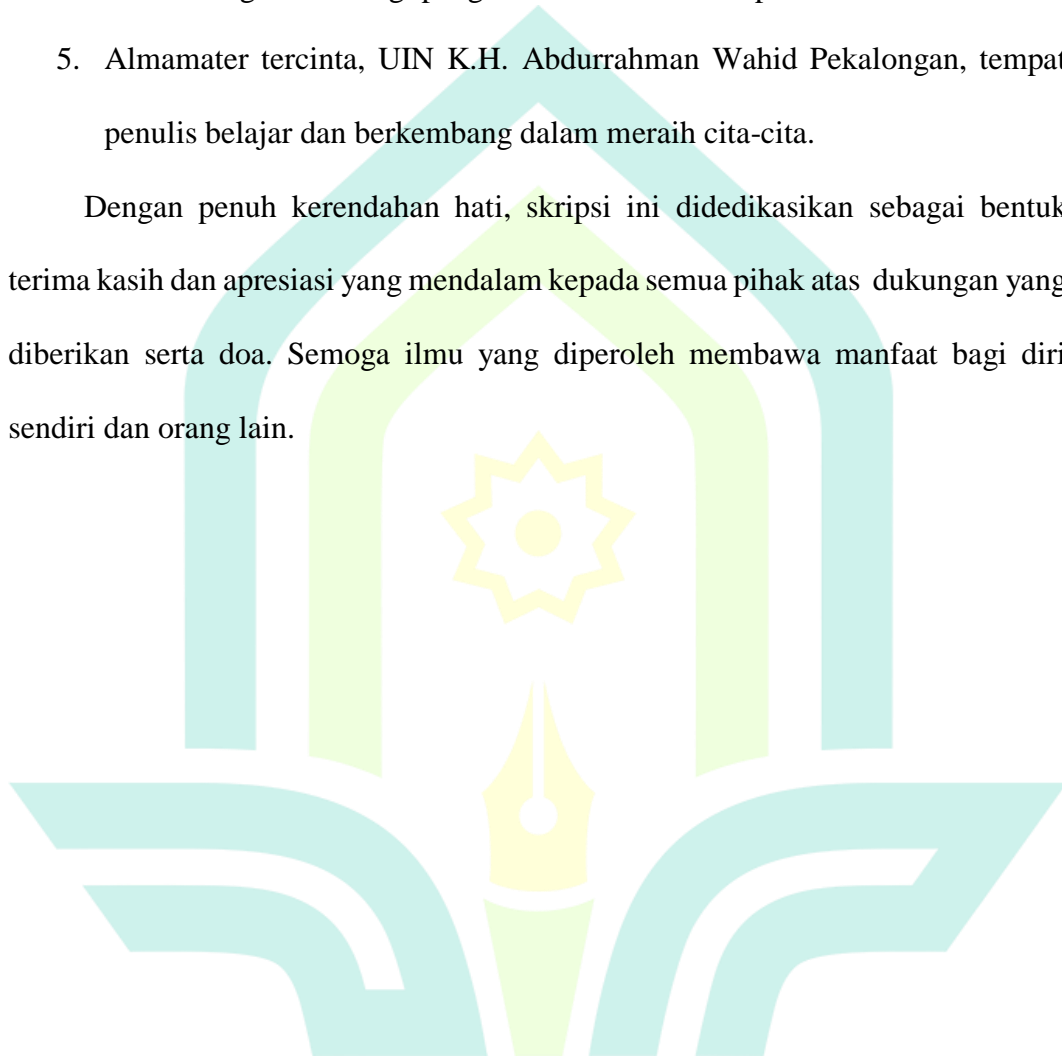 5. Almamater tercinta, UIN K.H. Abdurrahman Wahid Pekalongan, tempat
penulis belajar dan berkembang dalam meraih cita-cita.
Dengan penuh kerendahan hati, skripsi ini didedikasikan sebagai bentuk
terima kasih dan apresiasi yang mendalam kepada semua pihak atas dukungan yang
diberikan serta doa. Semoga ilmu yang diperoleh membawa manfaat bagi diri
sendiri dan orang lain.